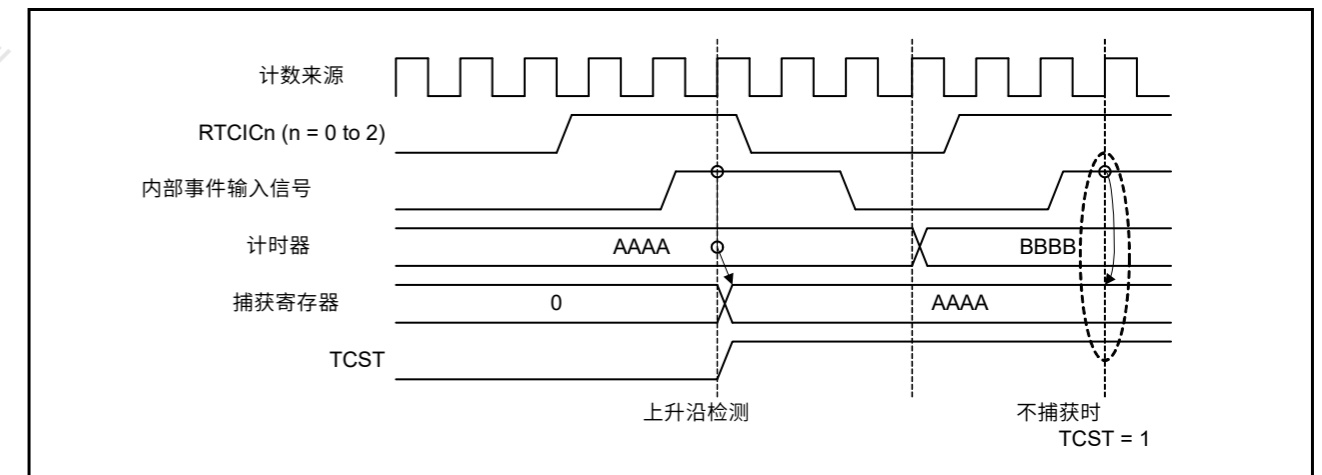 计数来源
RTCICn (n = 0 to 2)
内部事件输入信号
计时器
AAAA
BBBB
捕获寄存器
0
AAAA
TCST
上升沿检测
不捕获时
TCST = 1